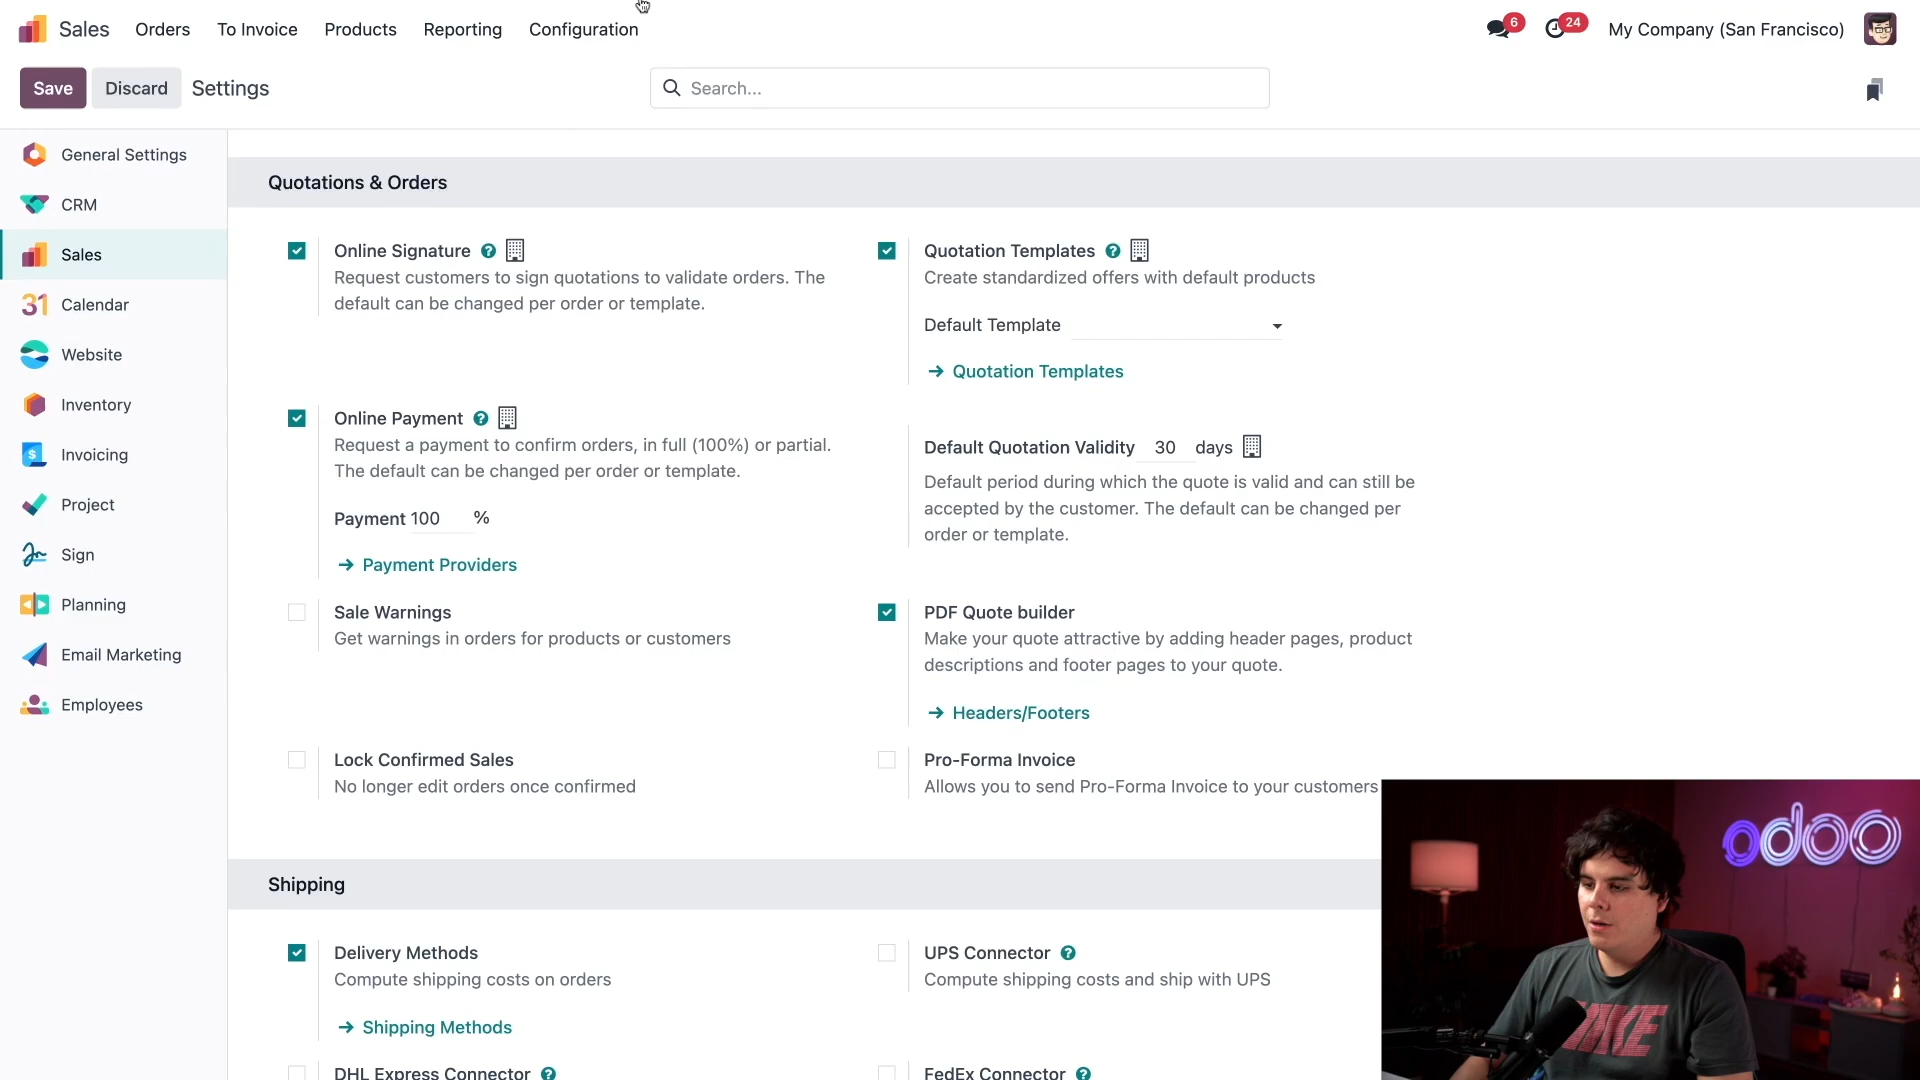 Sales Orders To Invoice Products Reporting Configuration 6 24 My Company (San Francisco)
Save Discard Settings Search...
General Settings
CRM
Sales
31 Calendar
Website
Inventory
$ Invoicing
Project
Sign
Planning
Email Marketing
Employees
Quotations & Orders
Online Signature ?
Request customers to sign quotations to validate orders. The
default can be changed per order or template.
Quotation Templates ?
Create standardized offers with default products
Default Template
→ Quotation Templates
Online Payment ?
Request a payment to confirm orders, in full (100%) or partial.
The default can be changed per order or template.
Payment 100 %
→ Payment Providers
Default Quotation Validity 30 days
Default period during which the quote is valid and can still be
accepted by the customer. The default can be changed per
order or template.
Sale Warnings
Get warnings in orders for products or customers
PDF Quote builder
Make your quote attractive by adding header pages, product
descriptions and footer pages to your quote.
→ Headers/Footers
Lock Confirmed Sales
No longer edit orders once confirmed
Pro-Forma Invoice
Allows you to send Pro-Forma Invoice to your customers
Shipping
Delivery Methods
Compute shipping costs on orders
→ Shipping Methods
UPS Connector ?
Compute shipping costs and ship with UPS
DHL Express Connector ?
FedEx Connector ?
odoo